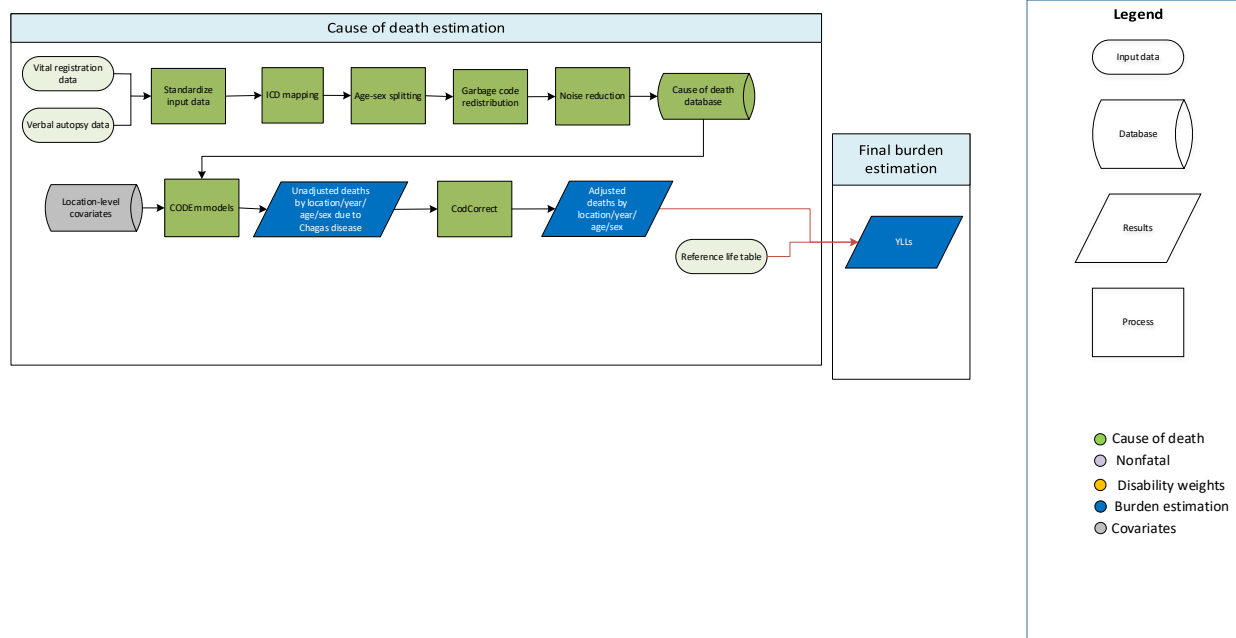 Cause of death estimation
Vital registration
data
Verbal autopsy data
Standardize
input data
ICD mapping
Age-sex splitting
Garbage code
redistribution
Noise reduction
Cause of death
database
Location-level
covariates
CODEm models
Unadjusted deaths
by location/year/
age/sex due to
Chagas disease
CodCorrect
Adjusted
deaths by
location/year/
age/sex
Reference life table
Final burden
estimation
YLLs
Legend
Input data
Database
Results
Process
Cause of death
Nonfatal
Disability weights
Burden estimation
Covariates